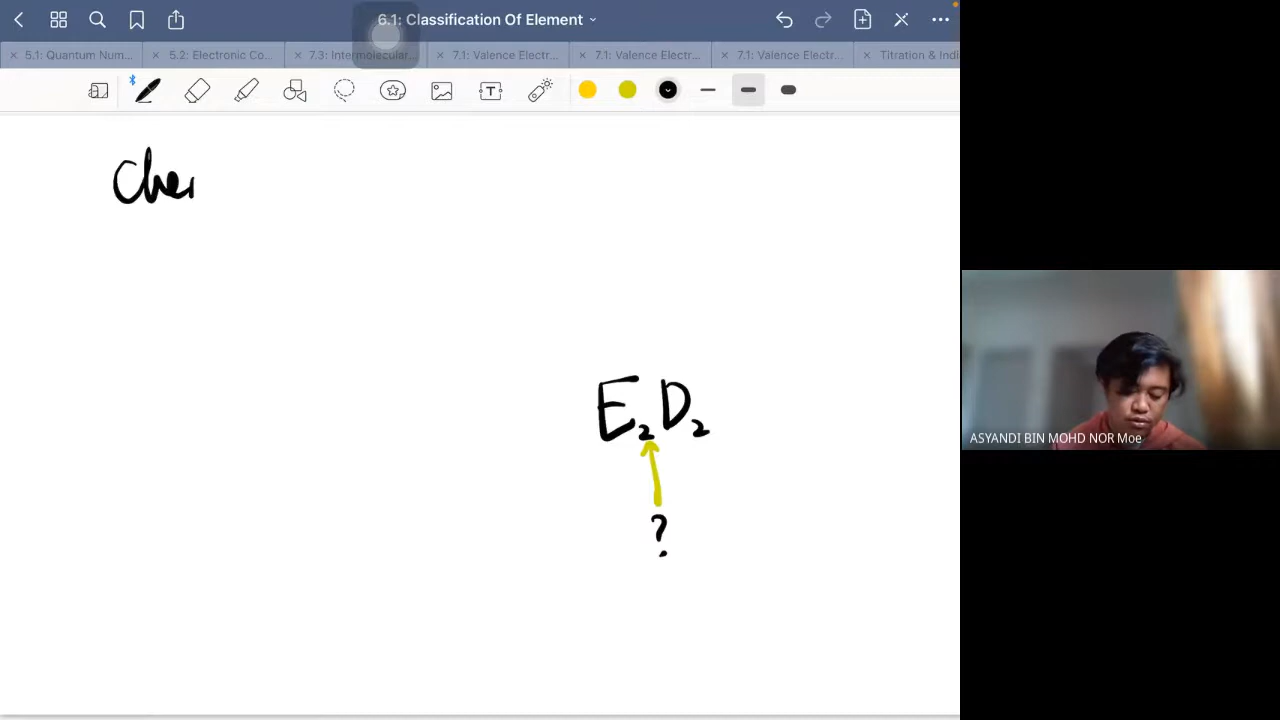 6.1: Classification Of Element
5.1: Quantum Num... 5.2: Electronic Co... 7.3: Intermolecular 7.1: Valence Electr... 7.1: Valence Electr... 7.1: Valence Electr... Titration & Indi
T
Che
E₂D₂
?
ASYANDI BIN MOHD NOR Moe